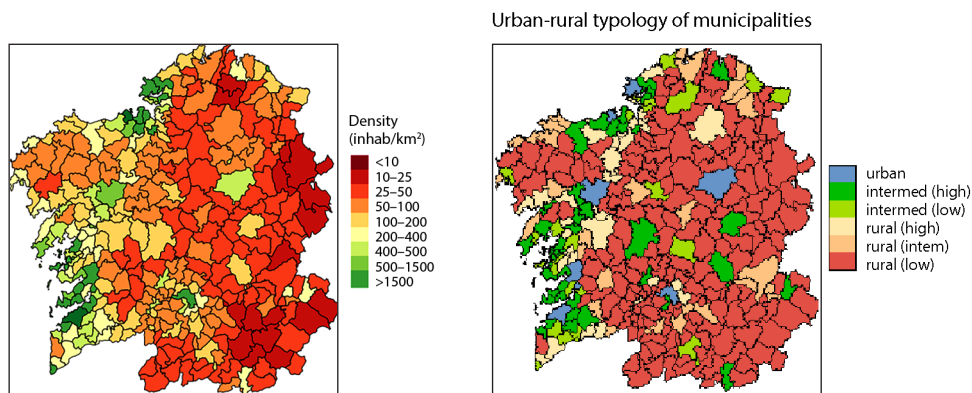 Urban-rural typology of municipalities
Density
(inhab/km²)
<10
10–25
25–50
50–100
100–200
200–400
400–500
500–1500
>1500
urban
intermed (high)
intermed (low)
rural (high)
rural (intem)
rural (low)